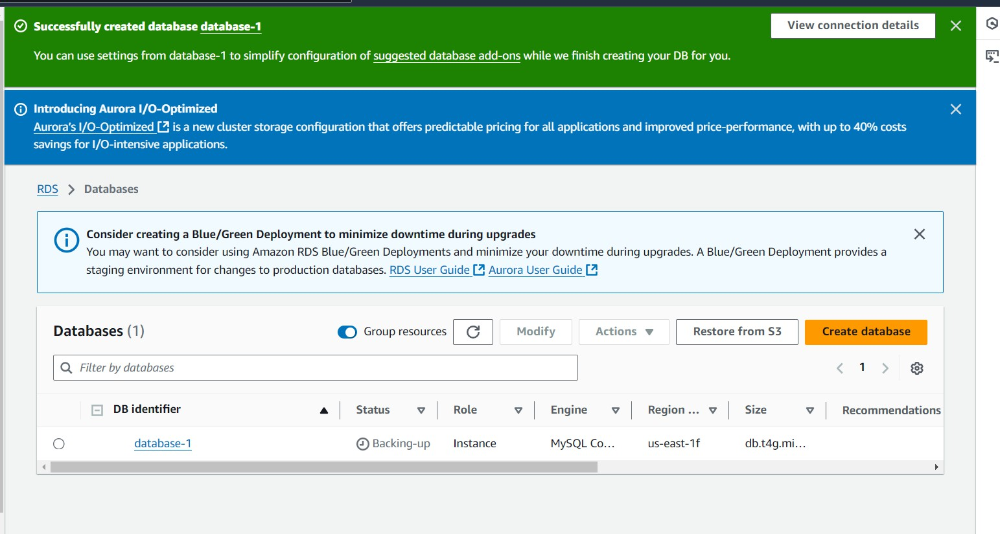 Successfully created database database-1
View connection details
You can use settings from database-1 to simplify configuration of suggested database add-ons while we finish creating your DB for you.
Introducing Aurora I/O-Optimized
Aurora's I/O-Optimized is a new cluster storage configuration that offers predictable pricing for all applications and improved price-performance, with up to 40% costs
savings for I/O-intensive applications.
RDS > Databases
Consider creating a Blue/Green Deployment to minimize downtime during upgrades
You may want to consider using Amazon RDS Blue/Green Deployments and minimize your downtime during upgrades. A Blue/Green Deployment provides a
staging environment for changes to production databases. RDS User Guide Aurora User Guide
Databases (1) Group resources Modify Actions Restore from S3 Create database
Filter by databases 1
DB identifier Status Role Engine Region ... Size Recommendations
database-1 Backing-up Instance MySQL Co... us-east-1f db.t4g.mi...